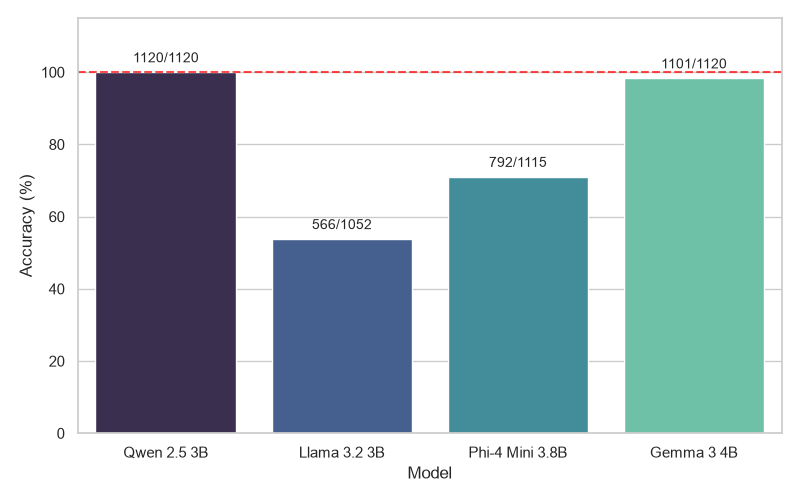 1120/1120
1101/1120
100
792/1115
80
566/1052
60
40
20
0
Accuracy (%)
Qwen 2.5 3B
Llama 3.2 3B
Phi-4 Mini 3.8B
Gemma 3 4B
Model